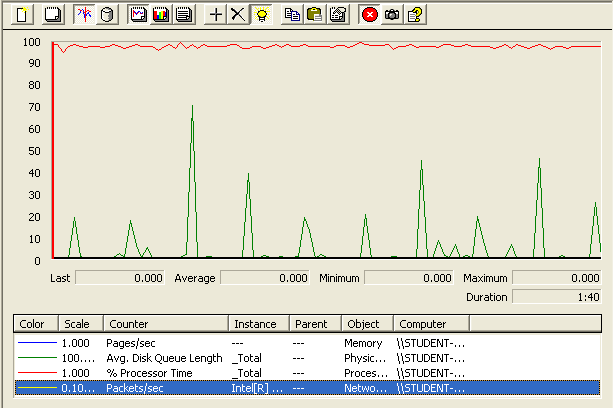 100
90
80
70
60
50
40
30
20
10
0
Last 0.000 Average 0.000 Minimum 0.000 Maximum 0.000
Duration 1:40
Color Scale Counter Instance Parent Object Computer
1.000 Pages/sec --- --- Memory \\STUDENT-...
100.... Avg. Disk Queue Length _Total --- Physic... \\STUDENT-...
1.000 % Processor Time _Total --- Proces... \\STUDENT-...
0.10... Packets/sec Intel[R] ... --- Netwo... \\STUDENT-...